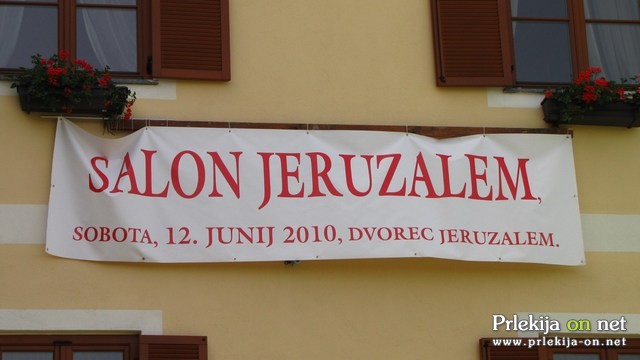 SALON JERUZALEM,
SOBOTA, 12. JUNIJ 2010, DVOREC JERUZALEM.
Prlekija on net
www.prlekija-on.net